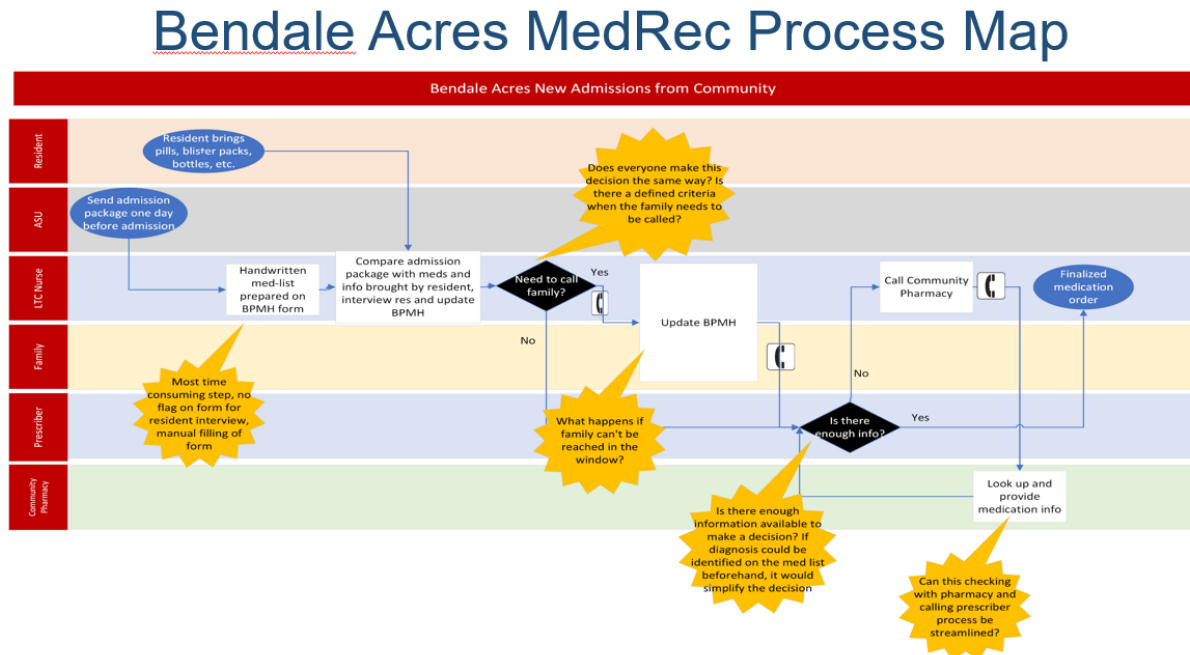 Bendale Acres MedRec Process Map
Bendale Acres New Admissions from Community
Resident
Resident brings
pills, blister packs,
bottles, etc.
Does everyone make this
decision the same way? Is
there a defined criteria
when the family needs to
be called?
ASU
Send admission
package one day
before admission
LTC Nurse
Handwritten
med-list
prepared on
BPMH form
Compare admission
package with meds and
info brought by resident,
interview res and update
BPMH
Need to call
family?
Yes
No
Update BPMH
Call Community
Pharmacy
Finalized
medication
order
Family
Most time
consuming step, no
flag on form for
resident interview,
manual filling of
form
What happens if
family can't be
reached in the
window?
No
Prescriber
Is there
enough info?
Yes
Community
Pharmacy
Look up and
provide
medication info
Is there enough
information available to
make a decision? If
diagnosis could be
identified on the med list
beforehand, it would
simplify the decision
Can this checking
with pharmacy and
calling prescriber
process be
streamlined?